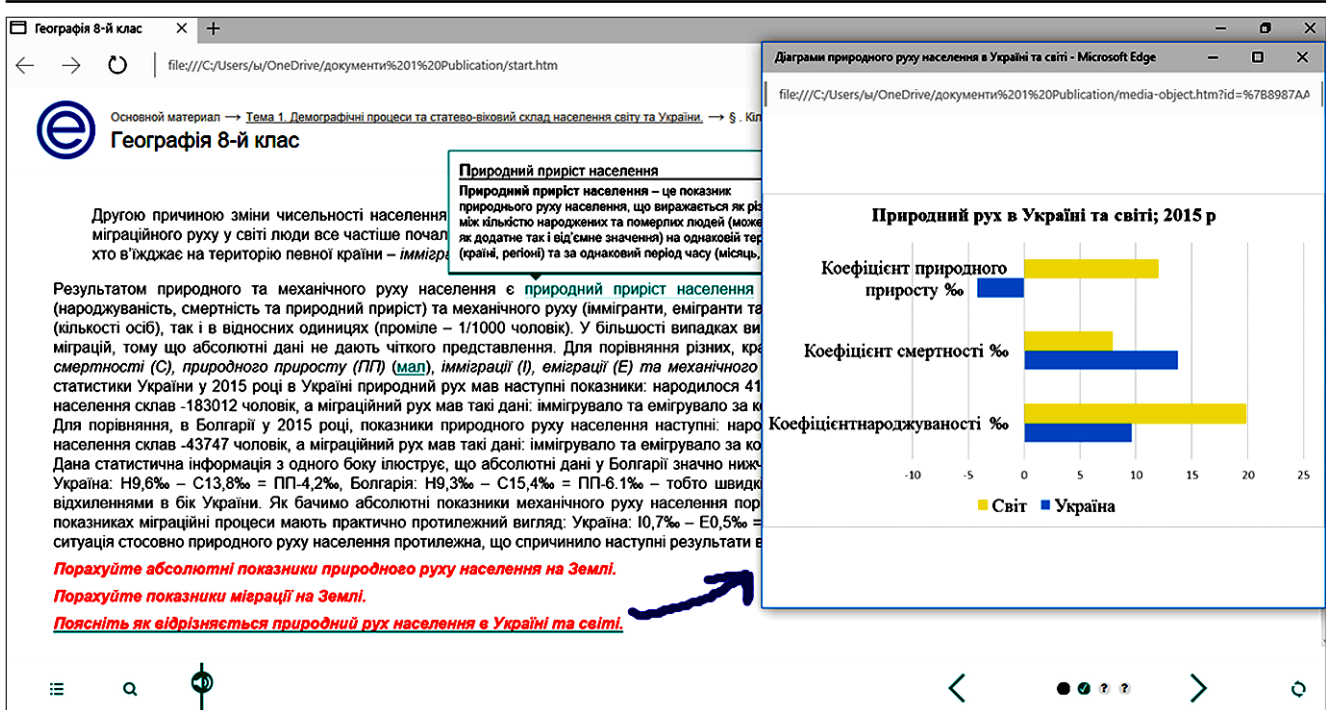 Географія 8-й клас
file:///C:/Users/ы/OneDrive/документи%201%20Publication/start.htm
Основной материал → Тема 1. Демографічні процеси та статево-віковий склад населення світу та України. → § . Кіл
Географія 8-й клас
Природний приріст населення
Природний приріст населення – це показник
природнього руху населення, що виражається як різ
між кількістю народжених та померлих людей (може
як додатне так і від'ємне значення) на однаковій тер
(країні, регіоні) та за однаковий період часу (місяць,
Другою причиною зміни чисельності населення
міграційного руху у світі люди все частіше почал
хто в'їжджає на територію певної країни – іммігра
Результатом природного та механічного руху населення є природний приріст населення
(народжуваність, смертність та природний приріст) та механічного руху (іммігранти, емігранти та
(кількості осіб), так і в відносних одиницях (проміле – 1/1000 чоловік). У більшості випадках ви
міграцій, тому що абсолютні дані не дають чіткого представлення. Для порівняння різних, кра
смертності (С), природного приросту (ПП) (мал), імміграції (І), еміграції (Е) та механічного
статистики України у 2015 році в Україні природний рух мав наступні показники: народилося 41
населення склав -183012 чоловік, а міграційний рух мав такі дані: іммігрувало та емігрувало за к
Для порівняння, в Болгарії у 2015 році, показники природного руху населення наступні: наро
населення склав -43747 чоловік, а міграційний рух мав такі дані: іммігрувало та емігрувало за ко
Дана статистична інформація з одного боку ілюструє, що абсолютні дані у Болгарії значно нижч
Україна: Н9,6‰ – С13,8‰ = ПП-4,2‰, Болгарія: Н9,3‰ – С15,4‰ = ПП-6.1‰ – тобто швидк
відхиленнями в бік України. Як бачимо абсолютні показники механічного руху населення пор
показниках міграційні процеси мають практично протилежний вигляд: Україна: І0,7‰ – Е0,5‰ =
ситуація стосовно природного руху населення протилежна, що спричинило наступні результати в
Порахуйте абсолютні показники природного руху населення на Землі.
Порахуйте показники міграції на Землі.
Поясніть як відрізняється природний рух населення в Україні та світі.
Діаграми природного руху населення в Україні та світі - Microsoft Edge
file:///C:/Users/ы/OneDrive/документи%201%20Publication/media-object.htm?id=%7B8987AA
Природний рух в Україні та світі; 2015 р
Коефіцієнт природного
приросту ‰
Коефіцієнт смертності ‰
Коефіцієнтнароджуваності ‰
-10 -5 0 5 10 15 20 25
Світ Україна